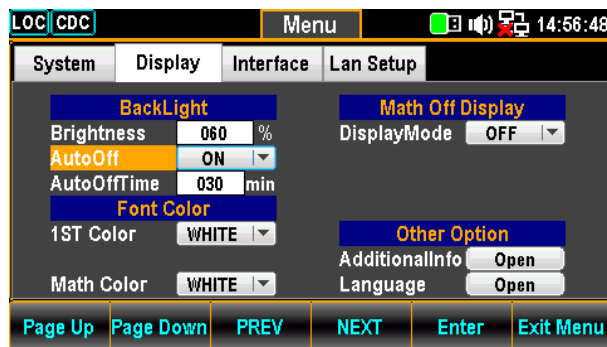 LOC CDC Menu 14:56:48
System Display Interface Lan Setup
BackLight Math Off Display
Brightness 060 % DisplayMode OFF
AutoOff ON
AutoOffTime 030 min
Font Color
1ST Color WHITE Other Option
AdditionalInfo Open
Math Color WHITE Language Open
Page Up Page Down PREV NEXT Enter Exit Menu